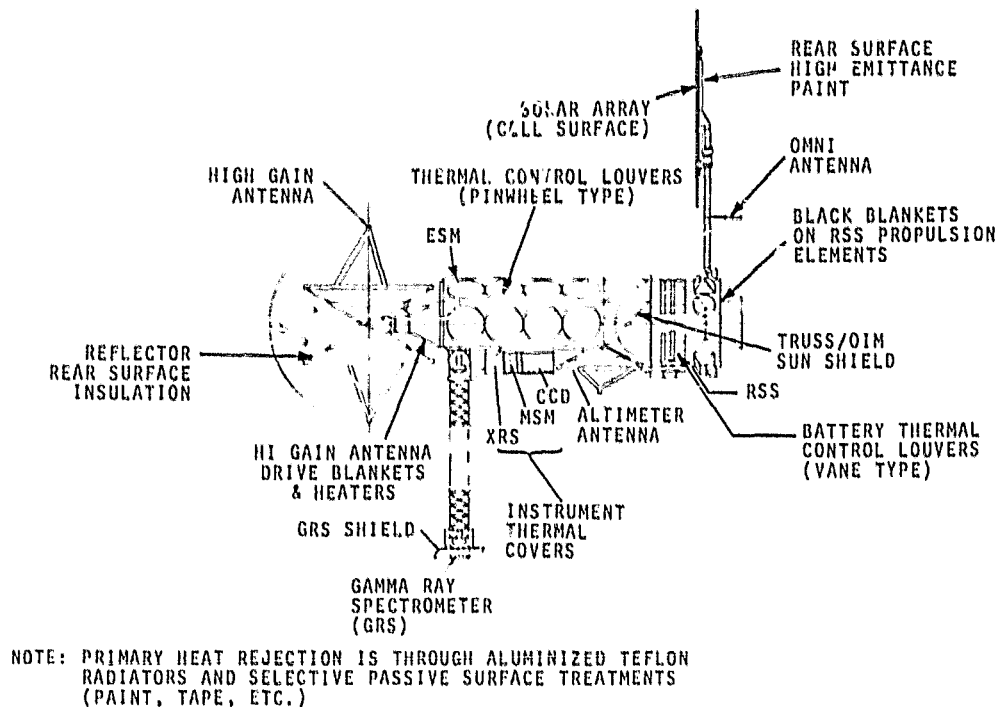 REAR SURFACE
HIGH EMITTANCE
PAINT
SOLAR ARRAY
(CELL SURFACE)
OMNI
ANTENNA
HIGH GAIN
ANTENNA
THERMAL CONTROL LOUVERS
(PINWHEEL TYPE)
ESM
BLACK BLANKETS
ON RSS PROPULSION
ELEMENTS
REFLECTOR
REAR SURFACE
INSULATION
TRUSS/OIM
SUN SHIELD
CCD
MSM
XRS
ALTIMETER
ANTENNA
RSS
HI GAIN ANTENNA
DRIVE BLANKETS
& HEATERS
BATTERY THERMAL
CONTROL LOUVERS
(VANE TYPE)
GRS SHIELD
INSTRUMENT
THERMAL
COVERS
GAMMA RAY
SPECTROMETER
(GRS)
NOTE: PRIMARY HEAT REJECTION IS THROUGH ALUMINIZED TEFLON
RADIATORS AND SELECTIVE PASSIVE SURFACE TREATMENTS
(PAINT, TAPE, ETC.)